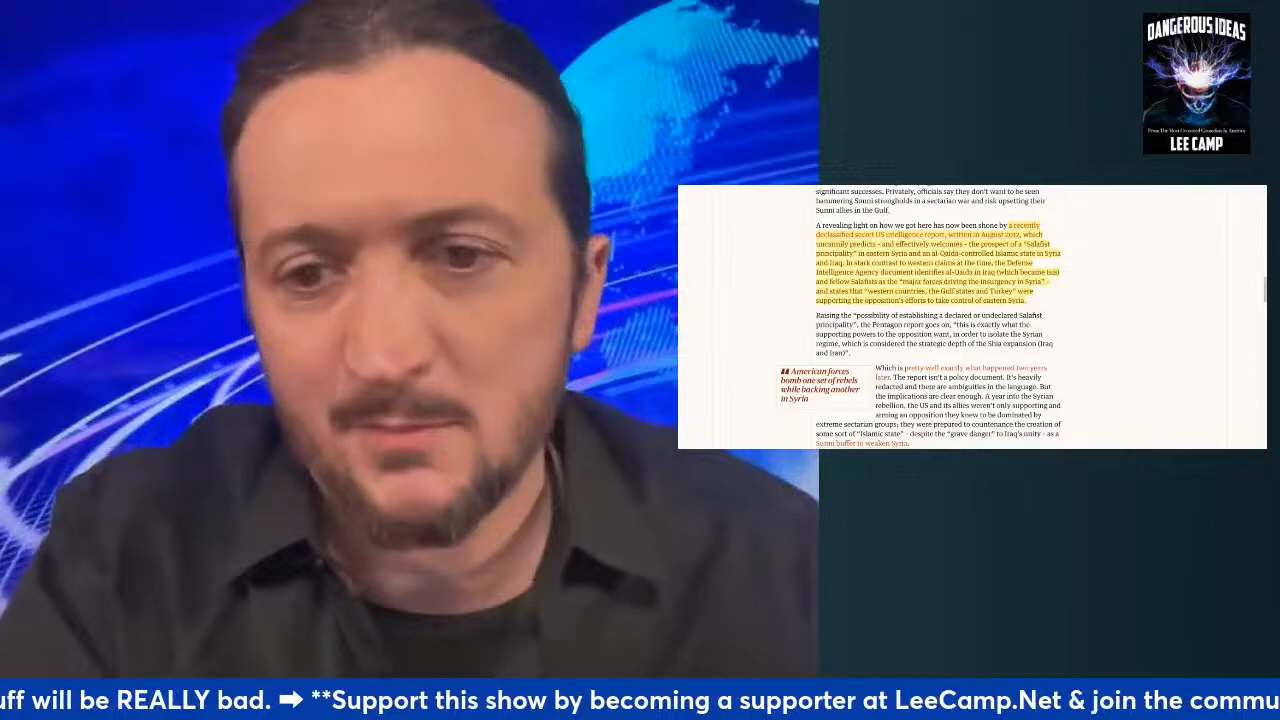 DANGEROUS IDEAS
From The Most Censored Comedian In America
LEE CAMP
significant successes. Privately, officials say they don't want to be seen
hammering Sunni strongholds in a sectarian war and risk upsetting their
Sunni allies in the Gulf.
A revealing light on how we got here has now been shone by a recently
declassified secret US intelligence report, written in August 2012, which
uncannily predicts - and effectively welcomes - the prospect of a "Salafist
principality" in eastern Syria and an al-Qaida-controlled Islamic state in Syria
and Iraq. In stark contrast to western claims at the time, the Defense
Intelligence Agency document identifies al-Qaida in Iraq (which became Isis)
and fellow Salafists as the "major forces driving the insurgency in Syria" -
and states that "western countries, the Gulf states and Turkey" were
supporting the opposition's efforts to take control of eastern Syria.
Raising the "possibility of establishing a declared or undeclared Salafist
principality", the Pentagon report goes on, "this is exactly what the
supporting powers to the opposition want, in order to isolate the Syrian
regime, which is considered the strategic depth of the Shia expansion (Iraq
and Iran)".
American forces
bomb one set of rebels
while backing another
in Syria
Which is pretty well exactly what happened two years
later. The report isn't a policy document. It's heavily
redacted and there are ambiguities in the language. But
the implications are clear enough. A year into the Syrian
rebellion, the US and its allies weren't only supporting and
arming an opposition they knew to be dominated by
extreme sectarian groups; they were prepared to countenance the creation of
some sort of "Islamic state" - despite the "grave danger" to Iraq's unity - as a
Sunni buffer to weaken Syria.
uff will be REALLY bad. ➡ **Support this show by becoming a supporter at LeeCamp.Net & join the commu